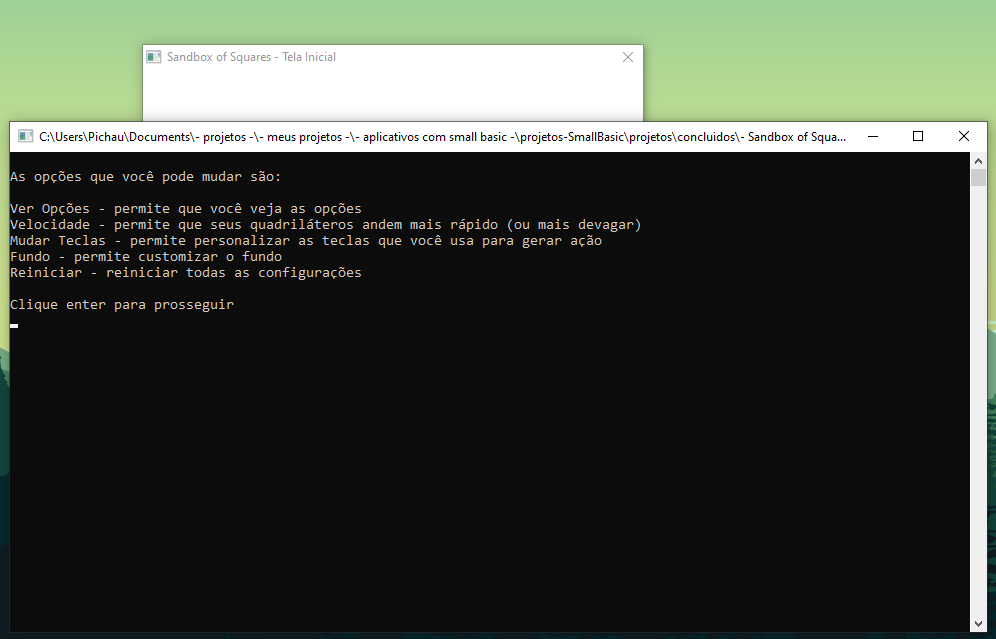 Sandbox of Squares - Tela Inicial
C:\Users\Pichau\Documents\- projetos -\- meus projetos -\- aplicativos com small basic -\projetos-SmallBasic\projetos\concluidos\- Sandbox of Squa...
As opções que você pode mudar são:
Ver Opções - permite que você veja as opções
Velocidade - permite que seus quadriláteros andem mais rápido (ou mais devagar)
Mudar Teclas - permite personalizar as teclas que você usa para gerar ação
Fundo - permite customizar o fundo
Reiniciar - reiniciar todas as configurações
Clique enter para prosseguir